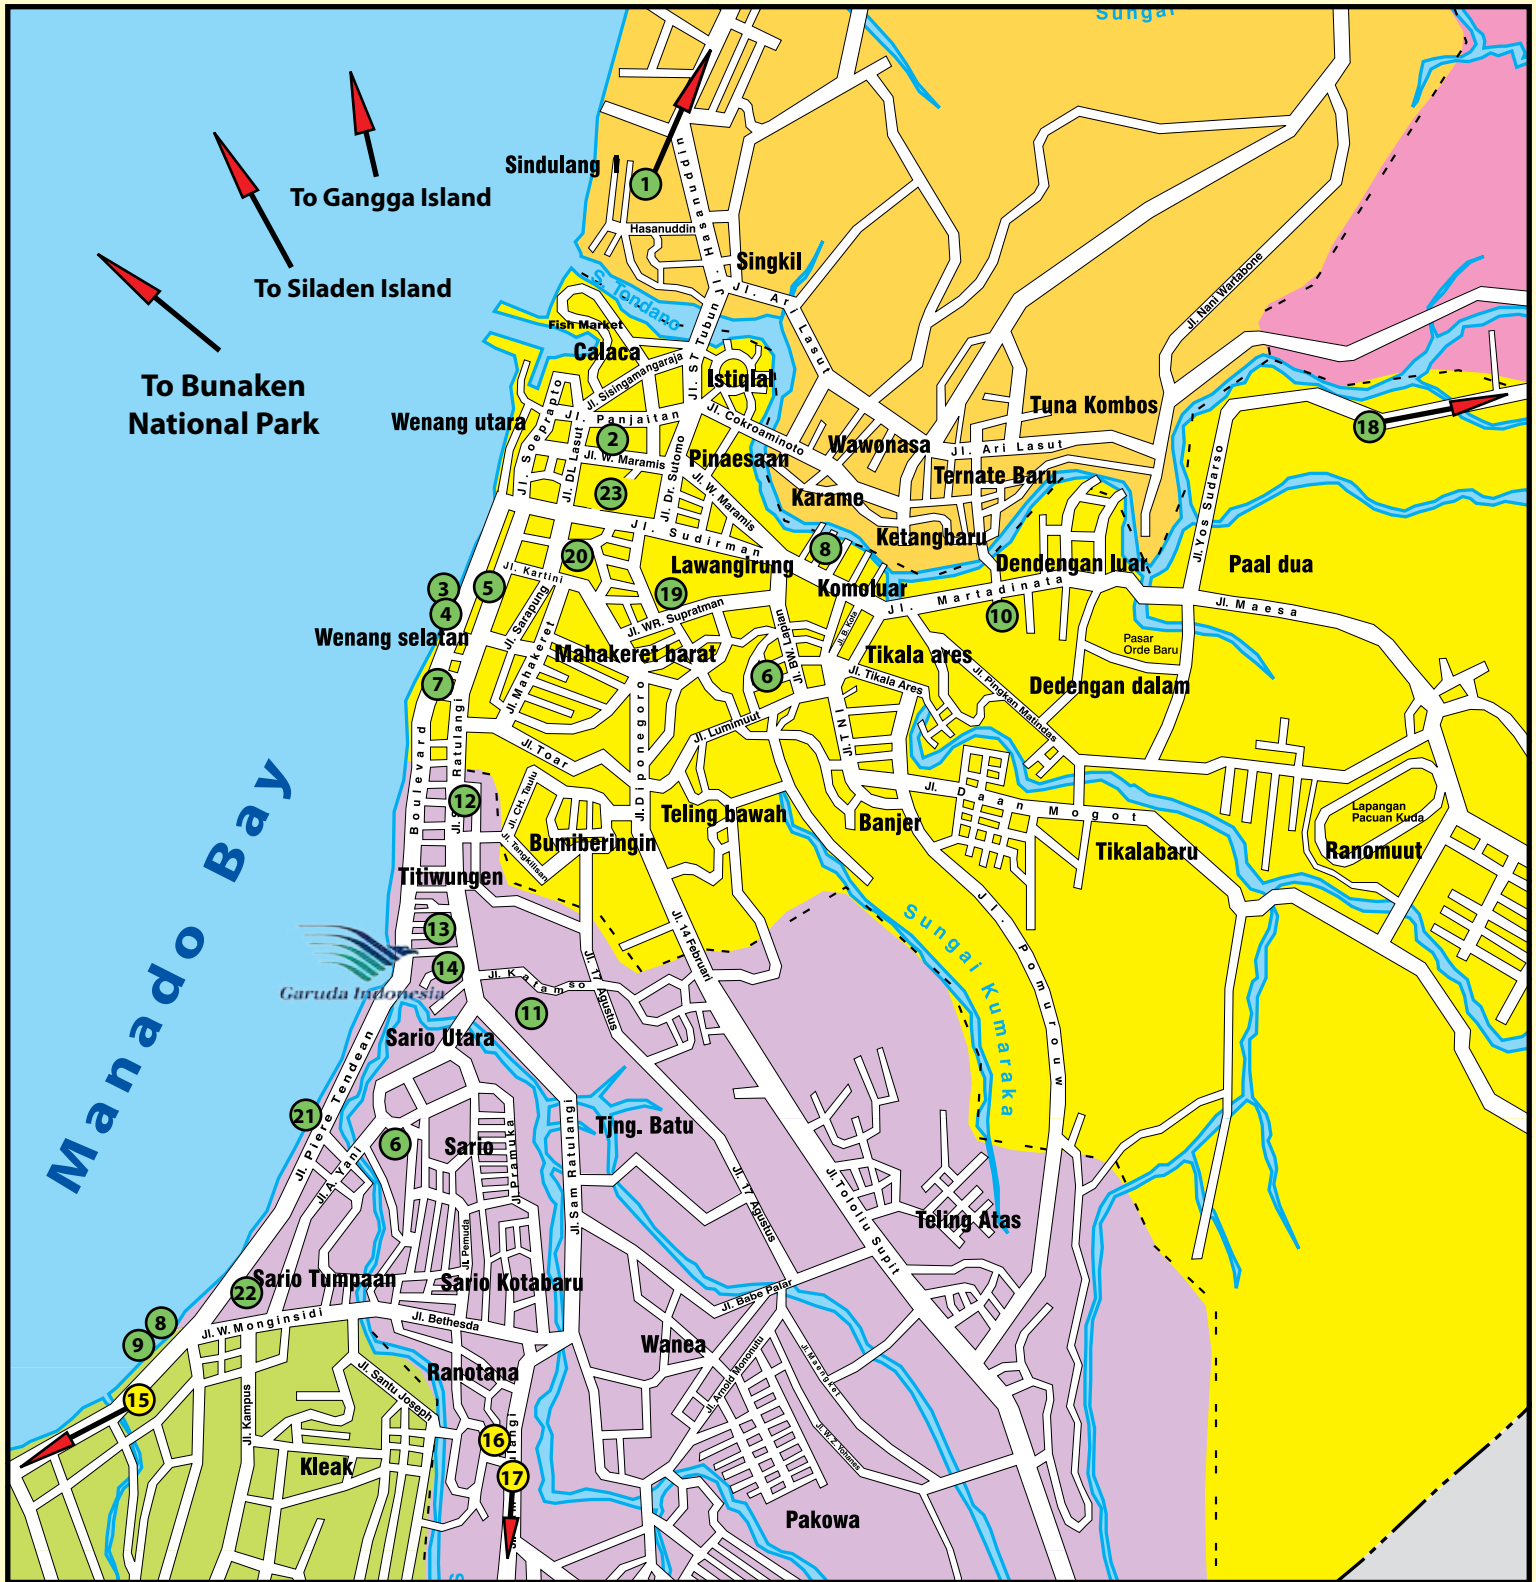 Sungai
To Gangga Island
To Siladen Island
To Bunaken
National Park
Manado Bay
Sindulang I
1
Hasanuddin
Jl. Hasanuddin
Singkil
S. Tondano
Jl. Ari Lasut
Jl. Nani Wartabone
Fish Market
Calaca
Jl. ST Tubun
Istiqlal
Jl. Sisingamangaraja
Wenang utara
Jl. Soeprapto
Jl. Panjaitan
Jl. Cokroaminoto
Tuna Kombos
18
2
Jl. DL Lasut
Jl. W. Maramis
Pinaesaan
Wawonasa
Jl. Ari Lasut
Ternate Baru
Jl. Dr. Sutomo
Jl. W. Maramis
23
Karame
Ketangbaru
Jl. Yos Sudarso
Jl. Sudirman
8
20
Lawangirung
Komoluar
Dendengan luar
Paal dua
Jl. Kartini
3
5
4
19
Jl. Martadinata
10
Jl. Maesa
Jl. Sarapung
Jl. WR. Supratman
Jl. BW. Lapian
Jl. B. Kota
Wenang selatan
Mahakeret barat
Tikala ares
Pasar
Orde Baru
7
Jl. Mahakeret
6
Jl. Tikala Ares
Jl. Pingkan Matindas
Dedengan dalam
Jl. Diponegoro
Jl. Lumimuut
Jl. TNI
Jl. Toar
Boulevard
Jl. S Ratulangi
12
Jl. CH. Taulu
Jl. Tangkilisan
Bumiberingin
Teling bawah
Banjer
Jl. Daan Mogot
Tikalabaru
Lapangan
Pacuan Kuda
Ranomuut
Titiwungen
13
14
Garuda Indonesia
Jl. Karamso
11
Jl. 17 Agustus
Jl. 14 Februari
Sungai Kumaraka
Jl. Pomurouw
Sario Utara
Jl. Piere Tendean
21
Jl. A. Yani
6
Sario
Jl Pramuka
Jl. Sam Ratulangi
Tjng. Batu
Jl. 17 Agustus
Jl. Tololiu Supit
Teling Atas
Jl. Pemuda
22
Sario Tumpaan
Sario Kotabaru
Jl. Babe Palar
8
9
Jl. W. Monginsidi
Jl. Bethesda
Wanea
Jl. Arnold Mononutu
Jl. Maengket
Ranotana
Jl. Santu Joseph
15
Jl. Kampus
16
17
Kleak
Jl. W. Z. Yohanes
Pakowa